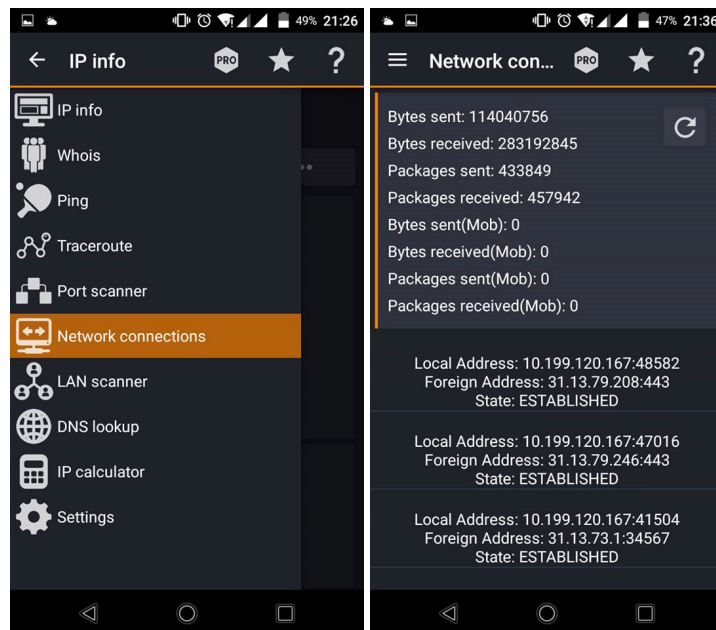 49% 21:26
IP info
PRO
?
IP info
Whois
Ping
Traceroute
Port scanner
Network connections
LAN scanner
DNS lookup
IP calculator
Settings
47% 21:36
Network con...
PRO
?
Bytes sent: 114040756
Bytes received: 283192845
Packages sent: 433849
Packages received: 457942
Bytes sent(Mob): 0
Bytes received(Mob): 0
Packages sent(Mob): 0
Packages received(Mob): 0
Local Address: 10.199.120.167:48582
Foreign Address: 31.13.79.208:443
State: ESTABLISHED
Local Address: 10.199.120.167:47016
Foreign Address: 31.13.79.246:443
State: ESTABLISHED
Local Address: 10.199.120.167:41504
Foreign Address: 31.13.73.1:34567
State: ESTABLISHED